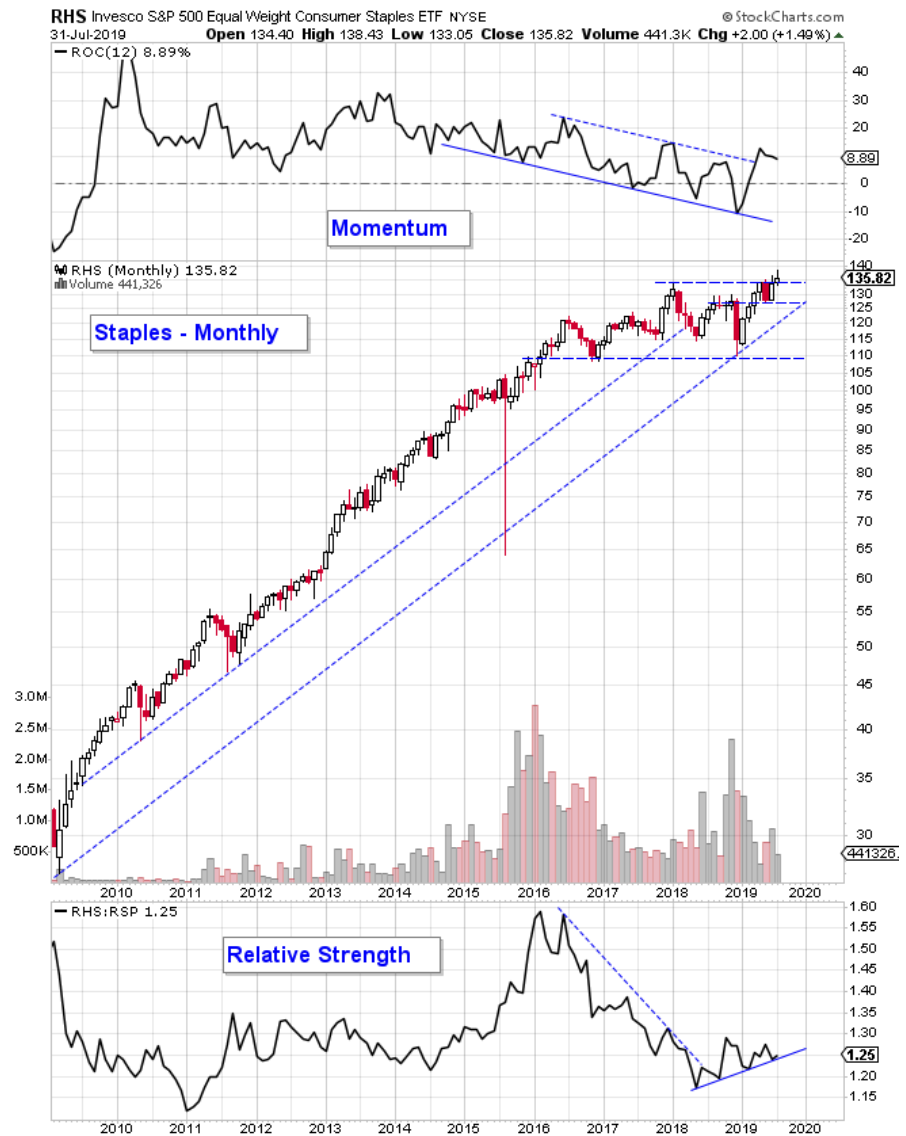 RHS Invesco S&P 500 Equal Weight Consumer Staples ETF NYSE © StockCharts.com
31-Jul-2019 Open 134.40 High 138.43 Low 133.05 Close 135.82 Volume 441.3K Chg +2.00 (+1.49%)
ROC(12) 8.89%
40
30
20
8.89
0
-10
-20
Momentum
RHS (Monthly) 135.82
Volume 441,326
Staples - Monthly
140
135.82
130
125
120
115
110
105
100
95
90
85
80
75
70
65
60
55
50
45
40
35
30
3.0M
2.5M
2.0M
1.5M
1.0M
500K
441326
2010 2011 2012 2013 2014 2015 2016 2017 2018 2019 2020
RHS:RSP 1.25
Relative Strength
1.60
1.55
1.50
1.45
1.40
1.35
1.30
1.25
1.20
1.15
2010 2011 2012 2013 2014 2015 2016 2017 2018 2019 2020